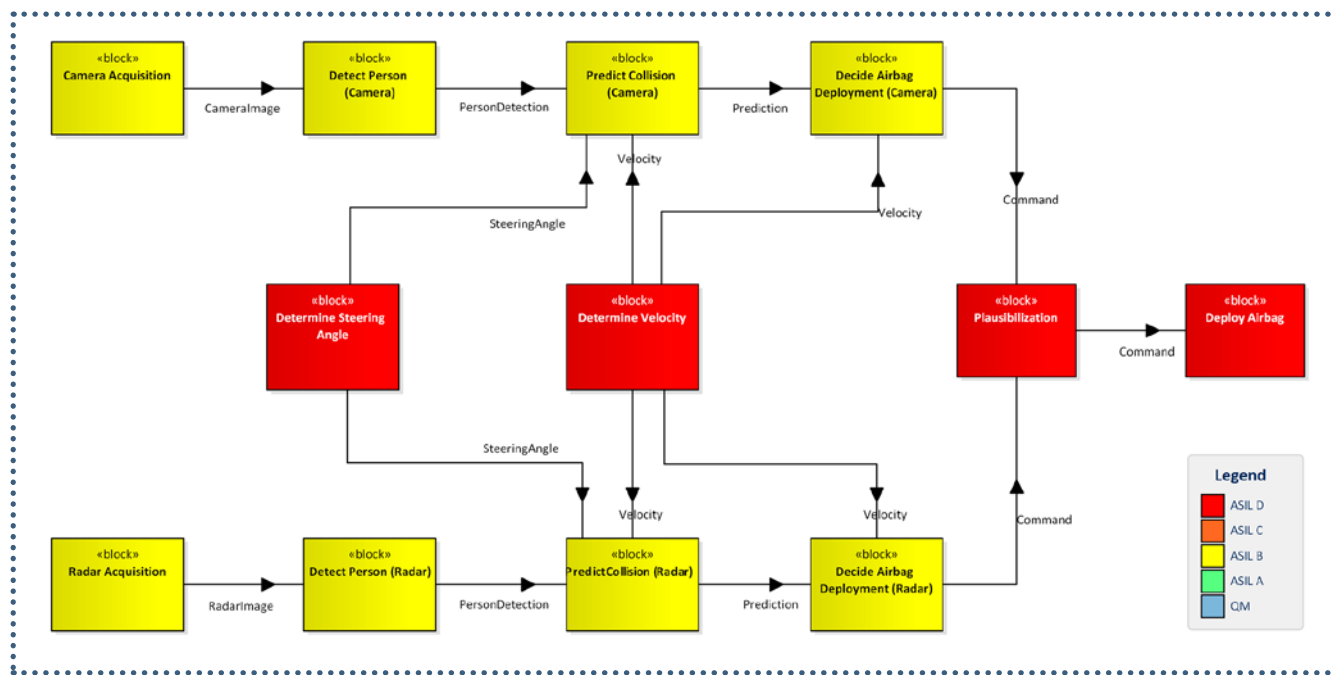 «block»
Camera Acquisition
CameraImage
«block»
Detect Person
(Camera)
PersonDetection
«block»
Predict Collision
(Camera)
Prediction
«block»
Decide Airbag
Deployment (Camera)
Velocity
SteeringAngle
Velocity
Command
«block»
Determine Steering
Angle
«block»
Determine Velocity
«block»
Plausibilization
Command
«block»
Deploy Airbag
SteeringAngle
Velocity
Velocity
Command
«block»
Radar Acquisition
RadarImage
«block»
Detect Person (Radar)
PersonDetection
«block»
PredictCollision (Radar)
Prediction
«block»
Decide Airbag
Deployment (Radar)
Legend
ASIL D
ASIL C
ASIL B
ASIL A
QM